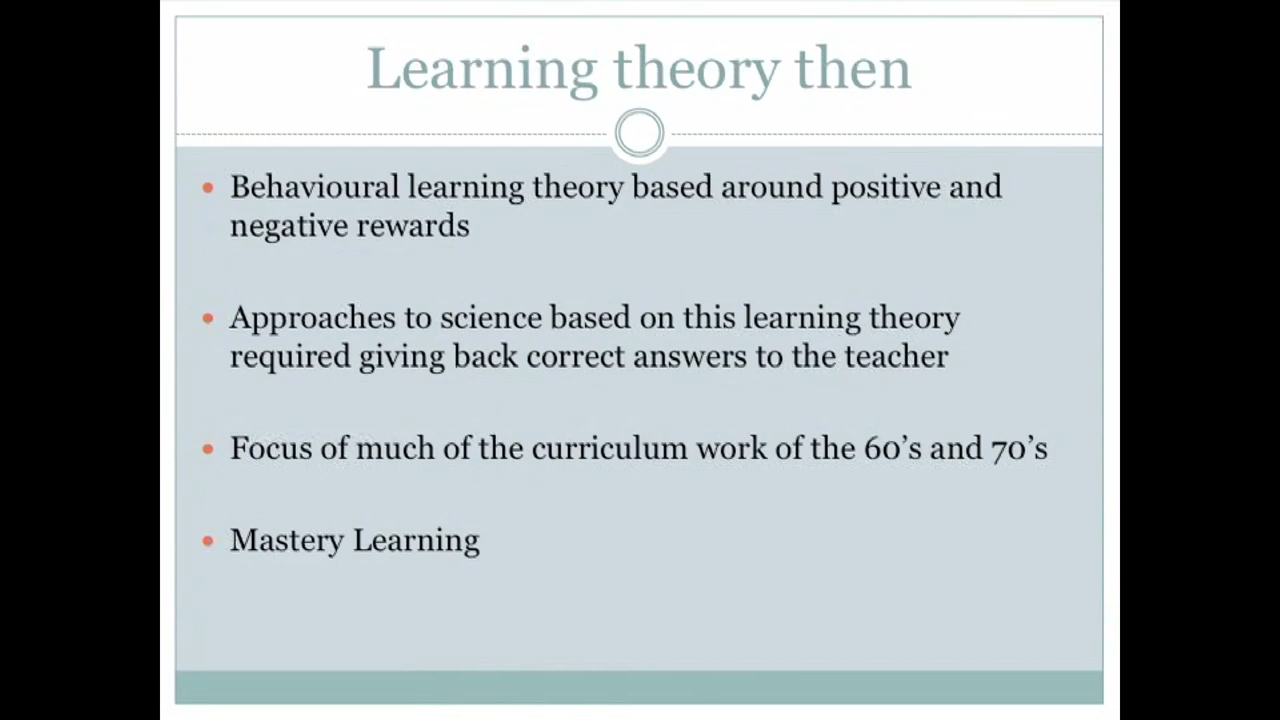 Learning theory then
Behavioural learning theory based around positive and
negative rewards
Approaches to science based on this learning theory
required giving back correct answers to the teacher
Focus of much of the curriculum work of the 60’s and 70’s
Mastery Learning